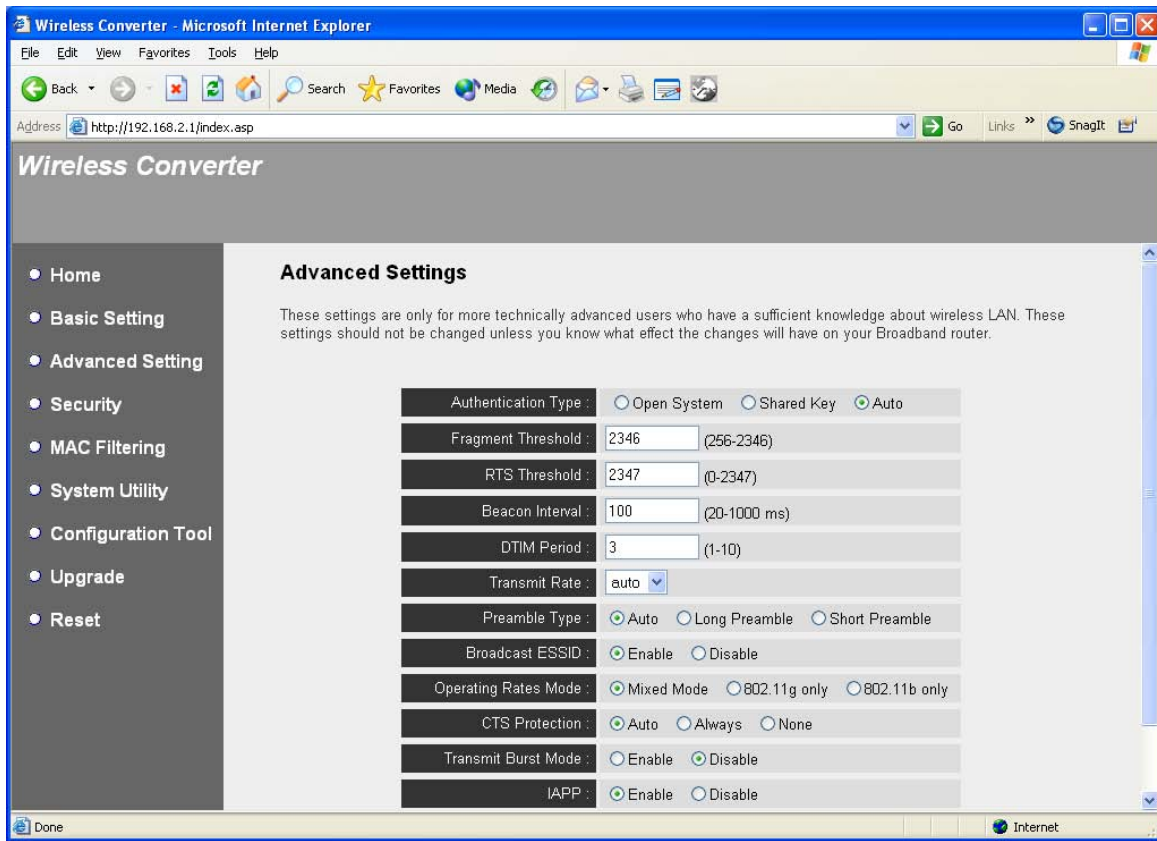 Wireless Converter - Microsoft Internet Explorer
File Edit View Favorites Tools Help
Back Search Favorites Media
Address http://192.168.2.1/index.asp Go Links » SnagIt
Wireless Converter
Home
Basic Setting
Advanced Setting
Security
MAC Filtering
System Utility
Configuration Tool
Upgrade
Reset
Advanced Settings
These settings are only for more technically advanced users who have a sufficient knowledge about wireless LAN. These
settings should not be changed unless you know what effect the changes will have on your Broadband router.
Authentication Type : Open System Shared Key Auto
Fragment Threshold : 2346 (256-2346)
RTS Threshold : 2347 (0-2347)
Beacon Interval : 100 (20-1000 ms)
DTIM Period : 3 (1-10)
Transmit Rate : auto
Preamble Type : Auto Long Preamble Short Preamble
Broadcast ESSID : Enable Disable
Operating Rates Mode : Mixed Mode 802.11g only 802.11b only
CTS Protection : Auto Always None
Transmit Burst Mode : Enable Disable
IAPP : Enable Disable
Done Internet